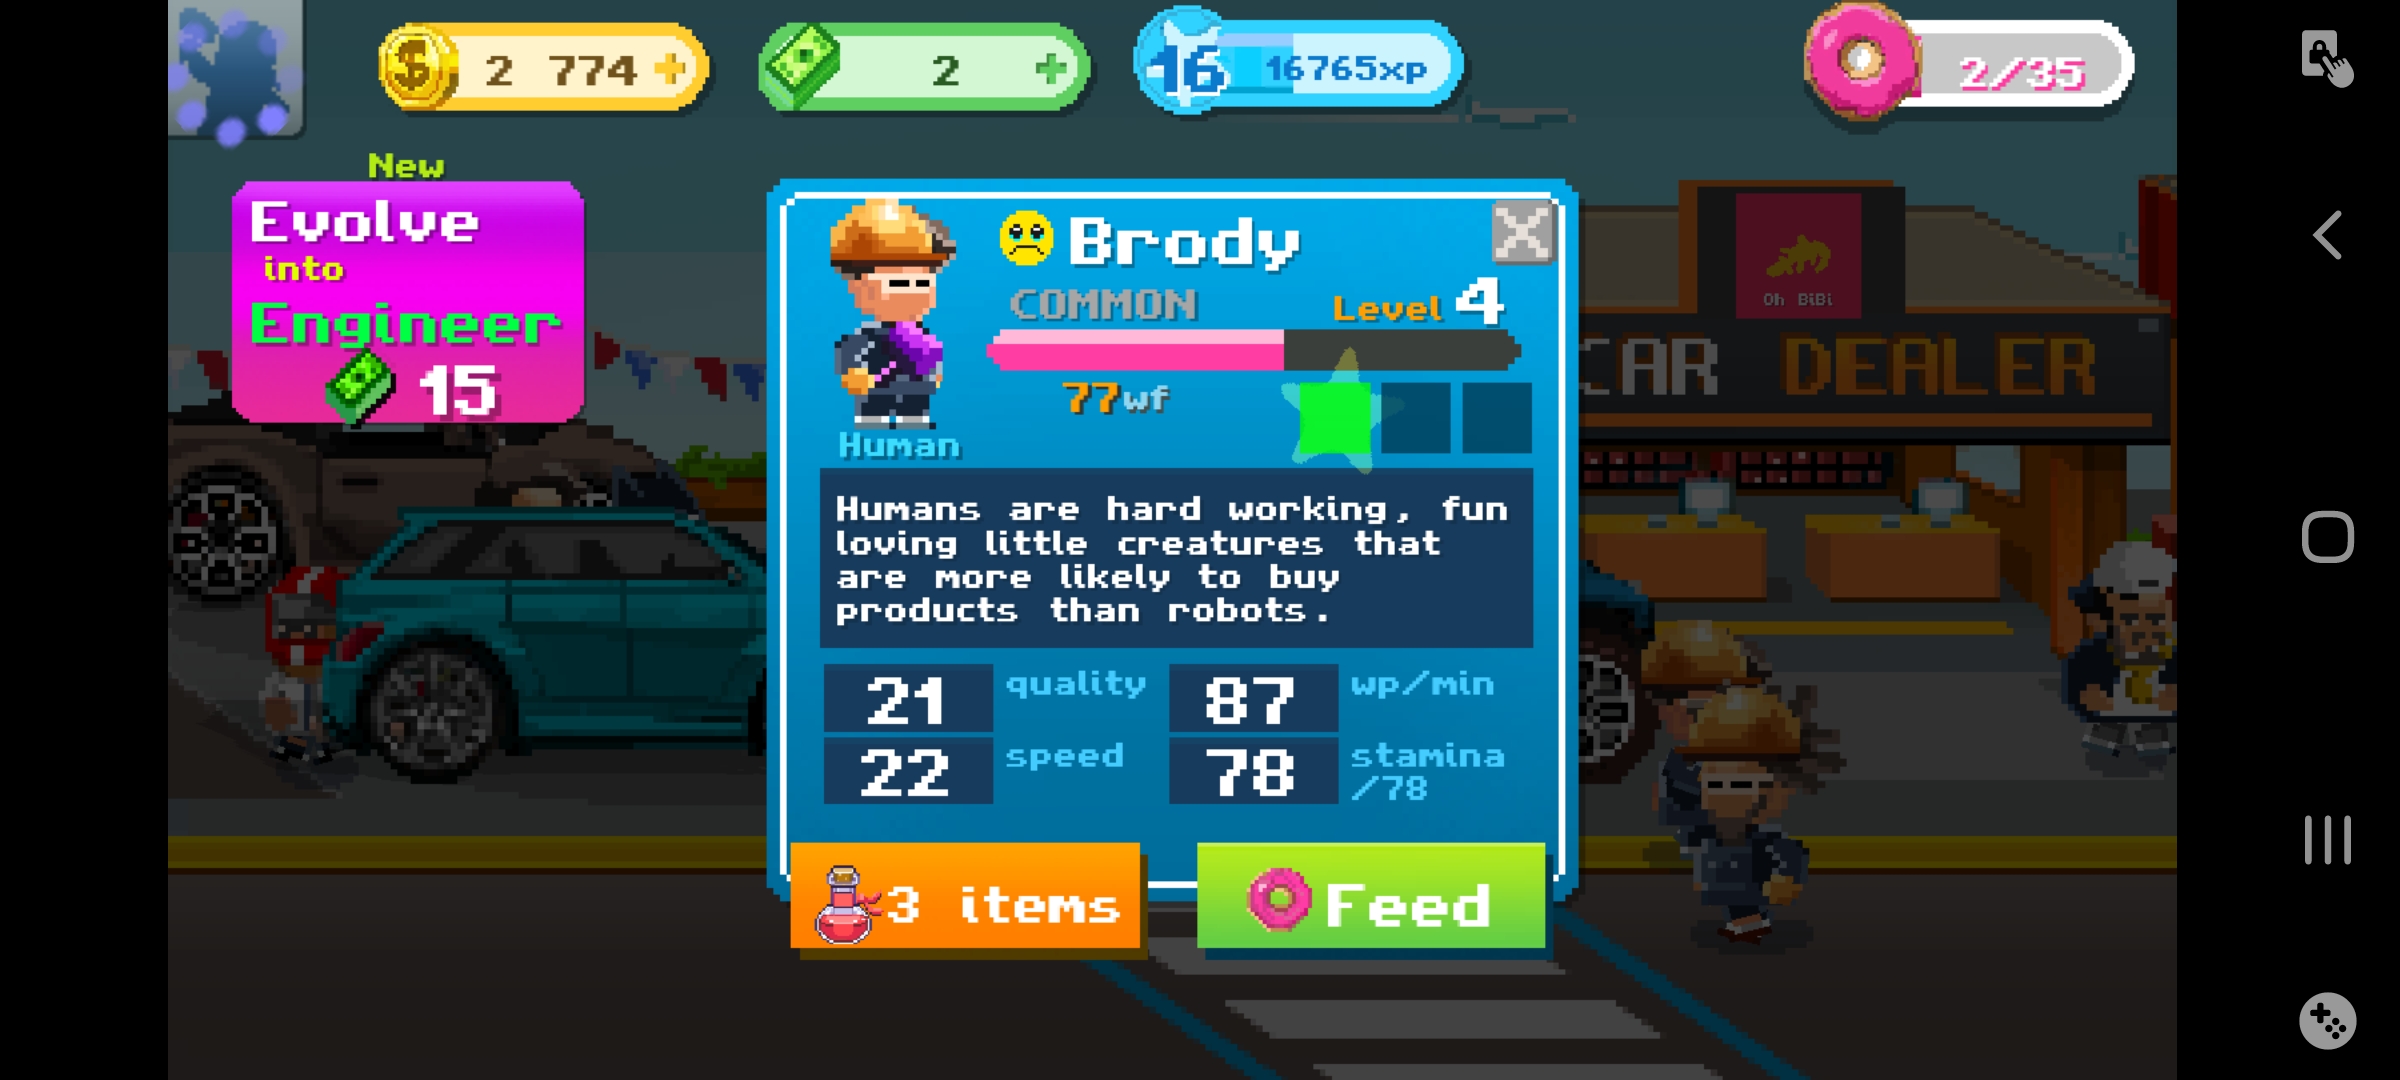 2 774 +
2 +
16 16765xp
2/35
New
Evolve
into
Engineer
15
Brody
COMMON
Level 4
77wf
Human
Humans are hard working, fun
loving little creatures that
are more likely to buy
products than robots.
21 quality
87 wp/min
22 speed
78 stamina
/78
3 items
Feed
Oh BiBi
CAR DEALER